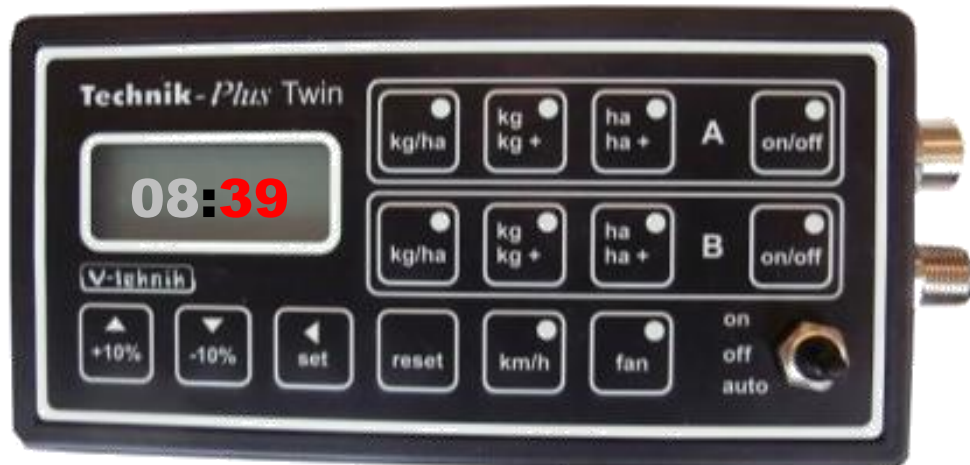 Technik-Plus Twin
08:39
V-tehnik
kg/ha
kg
kg +
ha
ha +
A
on/off
kg/ha
kg
kg +
ha
ha +
B
on/off
+10%
-10%
set
reset
km/h
fan
on
off
auto